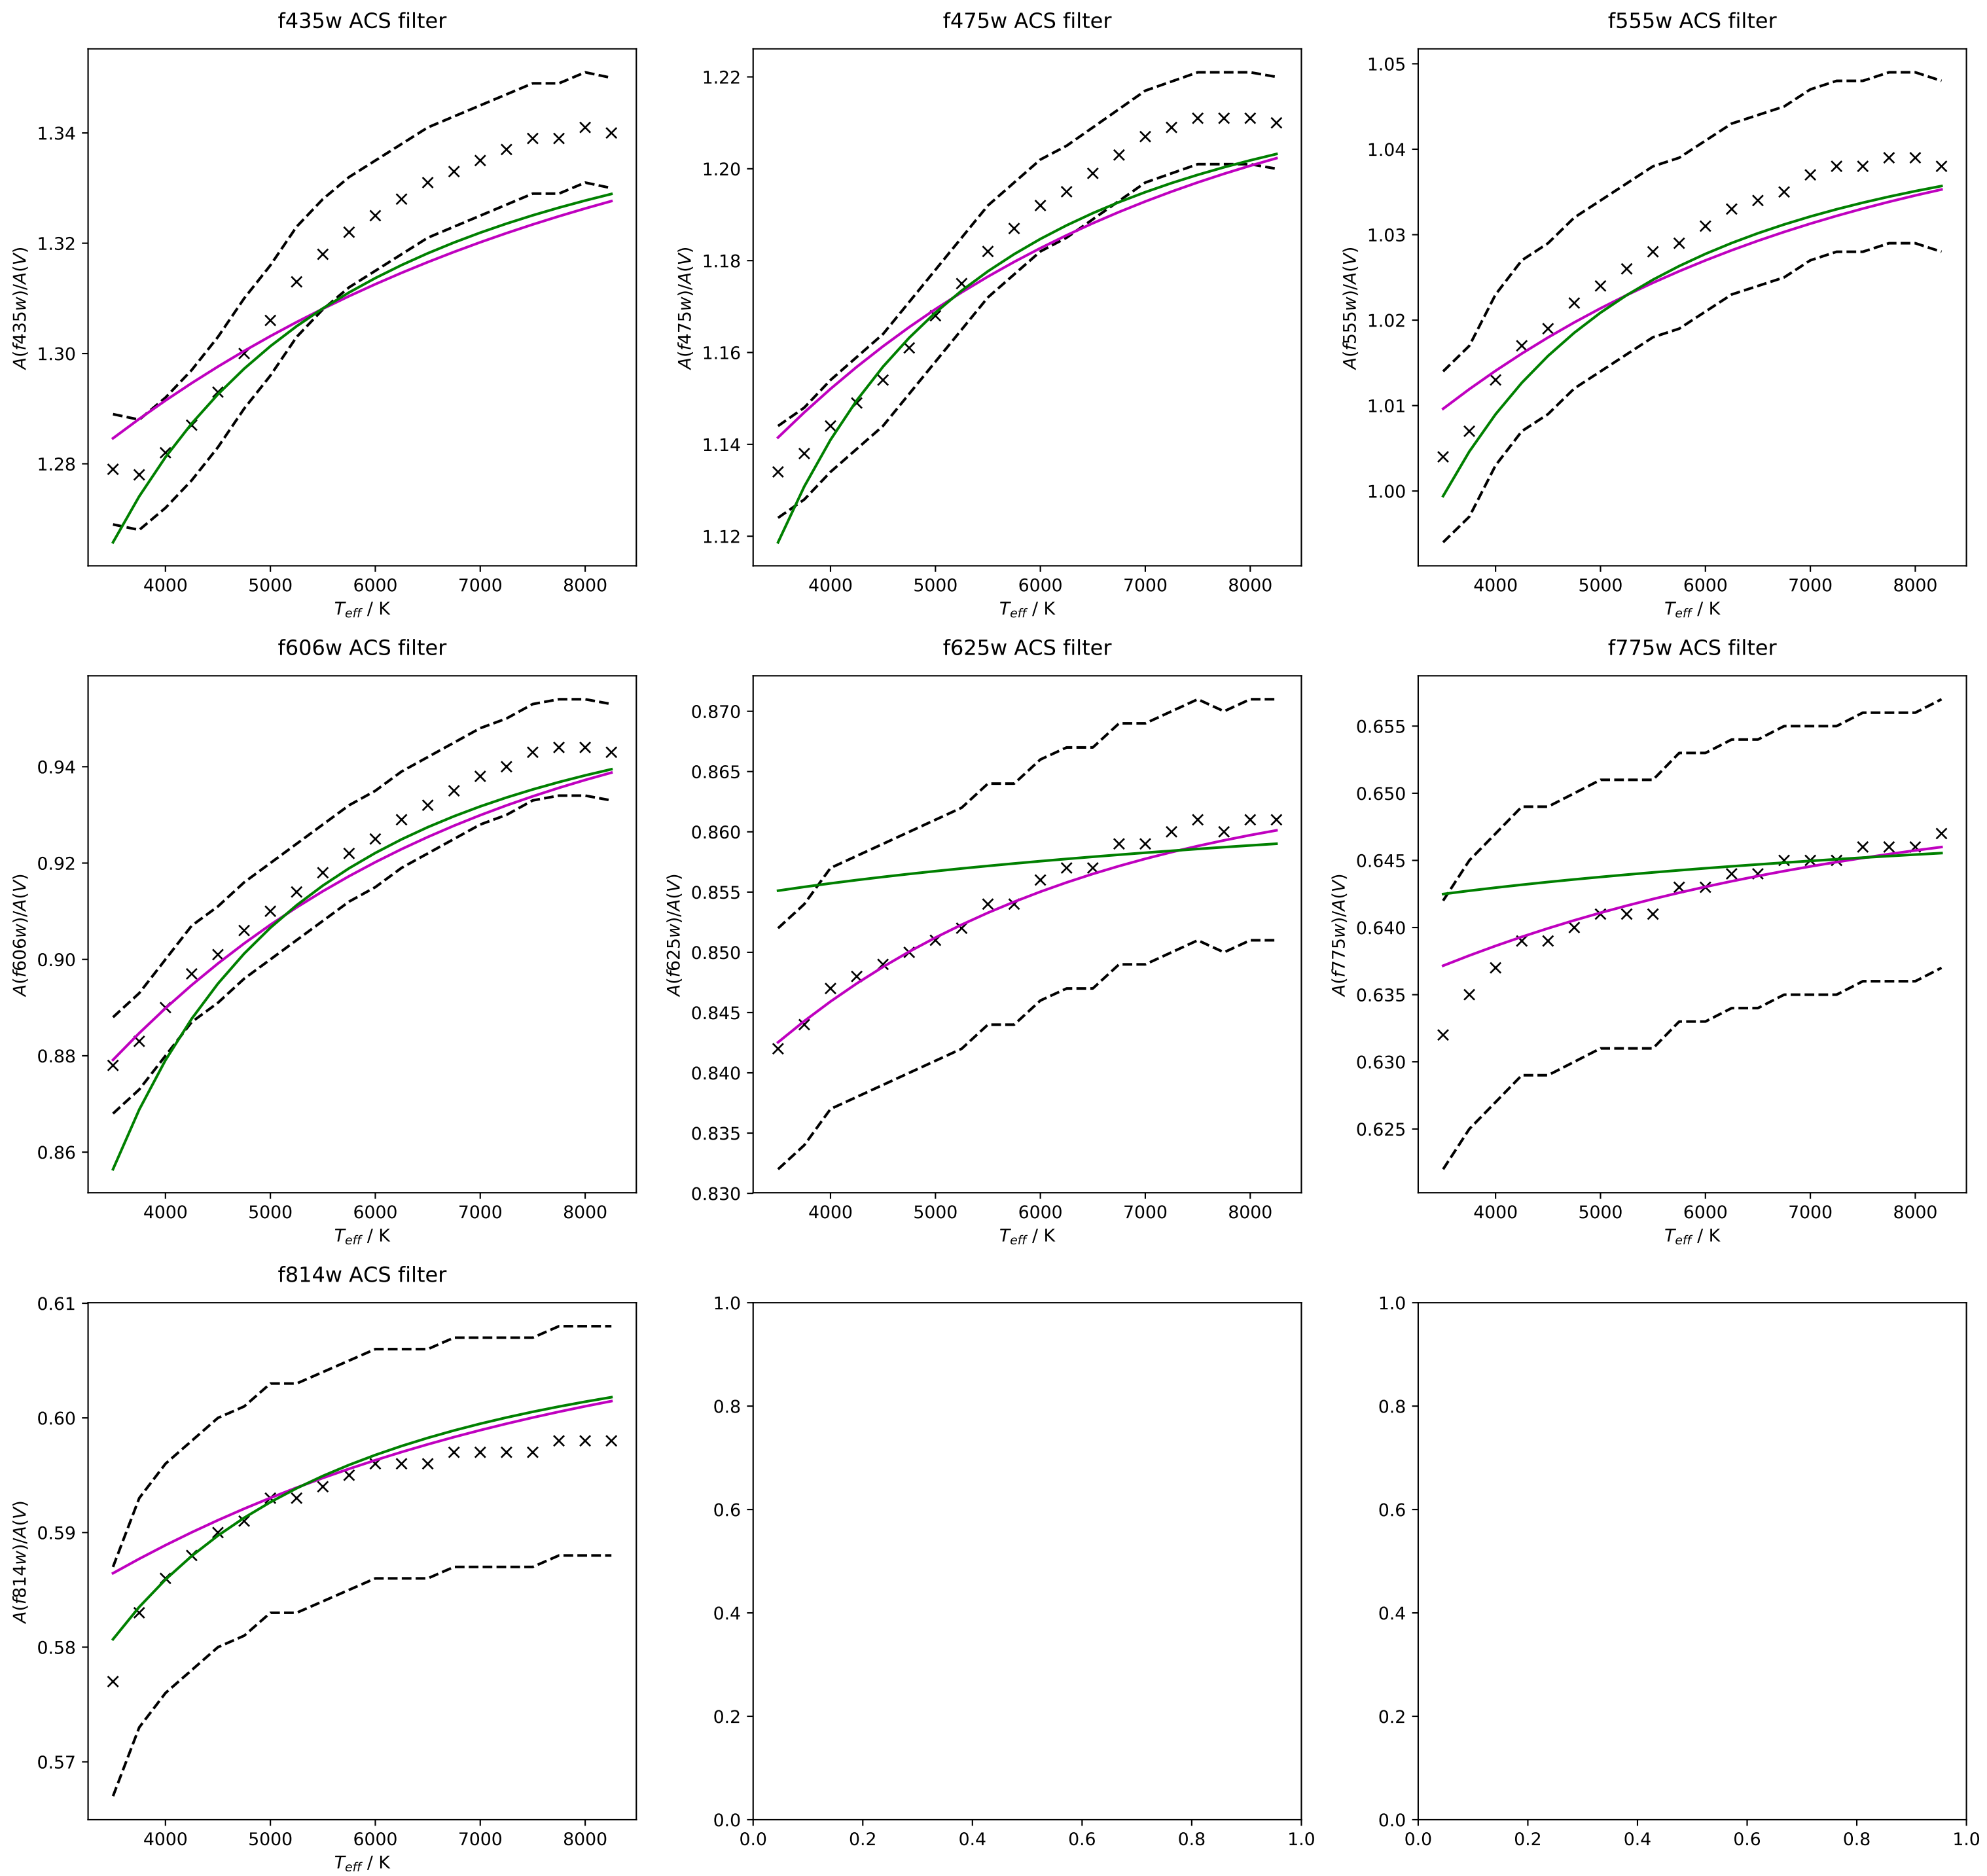 f435w ACS filter
1.34
1.32
1.30
1.28
A(f435w)/A(V)
4000 5000 6000 7000 8000
T_eff / K
f475w ACS filter
1.22
1.20
1.18
1.16
1.14
1.12
A(f475w)/A(V)
4000 5000 6000 7000 8000
T_eff / K
f555w ACS filter
1.05
1.04
1.03
1.02
1.01
1.00
A(f555w)/A(V)
4000 5000 6000 7000 8000
T_eff / K
f606w ACS filter
0.94
0.92
0.90
0.88
0.86
A(f606w)/A(V)
4000 5000 6000 7000 8000
T_eff / K
f625w ACS filter
0.870
0.865
0.860
0.855
0.850
0.845
0.840
0.835
0.830
A(f625w)/A(V)
4000 5000 6000 7000 8000
T_eff / K
f775w ACS filter
0.655
0.650
0.645
0.640
0.635
0.630
0.625
A(f775w)/A(V)
4000 5000 6000 7000 8000
T_eff / K
f814w ACS filter
0.61
0.60
0.59
0.58
0.57
A(f814w)/A(V)
4000 5000 6000 7000 8000
T_eff / K
1.0
0.8
0.6
0.4
0.2
0.0
0.0 0.2 0.4 0.6 0.8 1.0
1.0
0.8
0.6
0.4
0.2
0.0
0.0 0.2 0.4 0.6 0.8 1.0